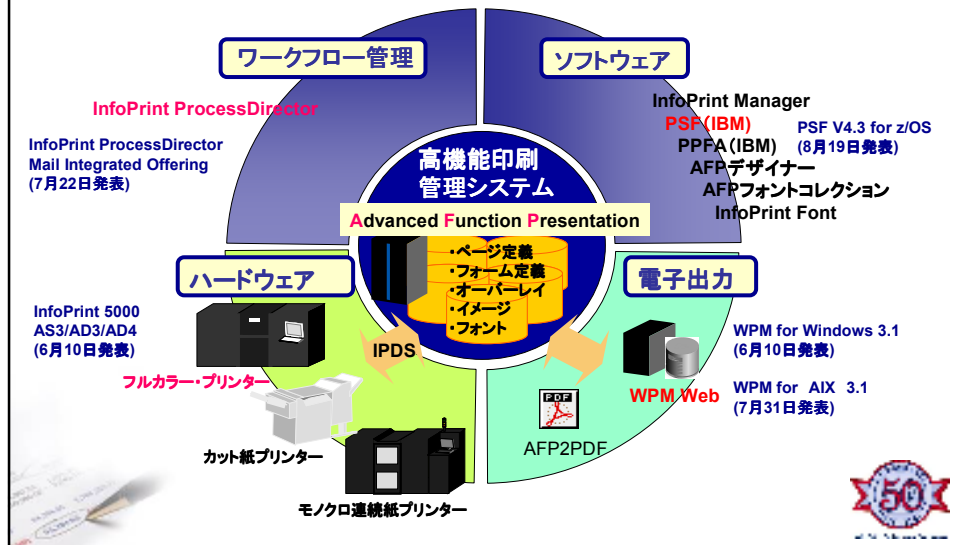 ワークフロー管理
InfoPrint ProcessDirector
InfoPrint ProcessDirector
Mail Integrated Offering
(7月22日発表)
ソフトウェア
InfoPrint Manager
PSF(IBM)
PPFA(IBM)
AFPデザイナー
AFPフォントコレクション
InfoPrint Font
PSF V4.3 for z/OS
(8月19日発表)
高機能印刷
管理システム
Advanced Function Presentation
・ページ定義
・フォーム定義
・オーバーレイ
・イメージ
・フォント
ハードウェア
InfoPrint 5000
AS3/AD3/AD4
(6月10日発表)
フルカラー・プリンター
IPDS
カット紙プリンター
モノクロ連続紙プリンター
電子出力
WPM for Windows 3.1
(6月10日発表)
WPM Web
WPM for AIX 3.1
(7月31日発表)
PDF
AFP2PDF
50